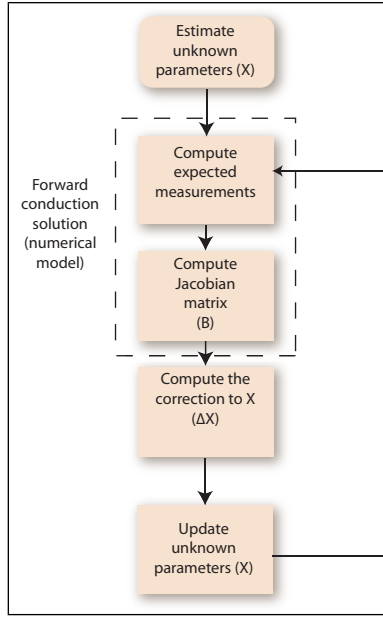 Estimate
unknown
parameters (X)
Compute
expected
measurements
Forward
conduction
solution
(numerical
model)
Compute
Jacobian
matrix
(B)
Compute the
correction to X
(ΔX)
Update
unknown
parameters (X)